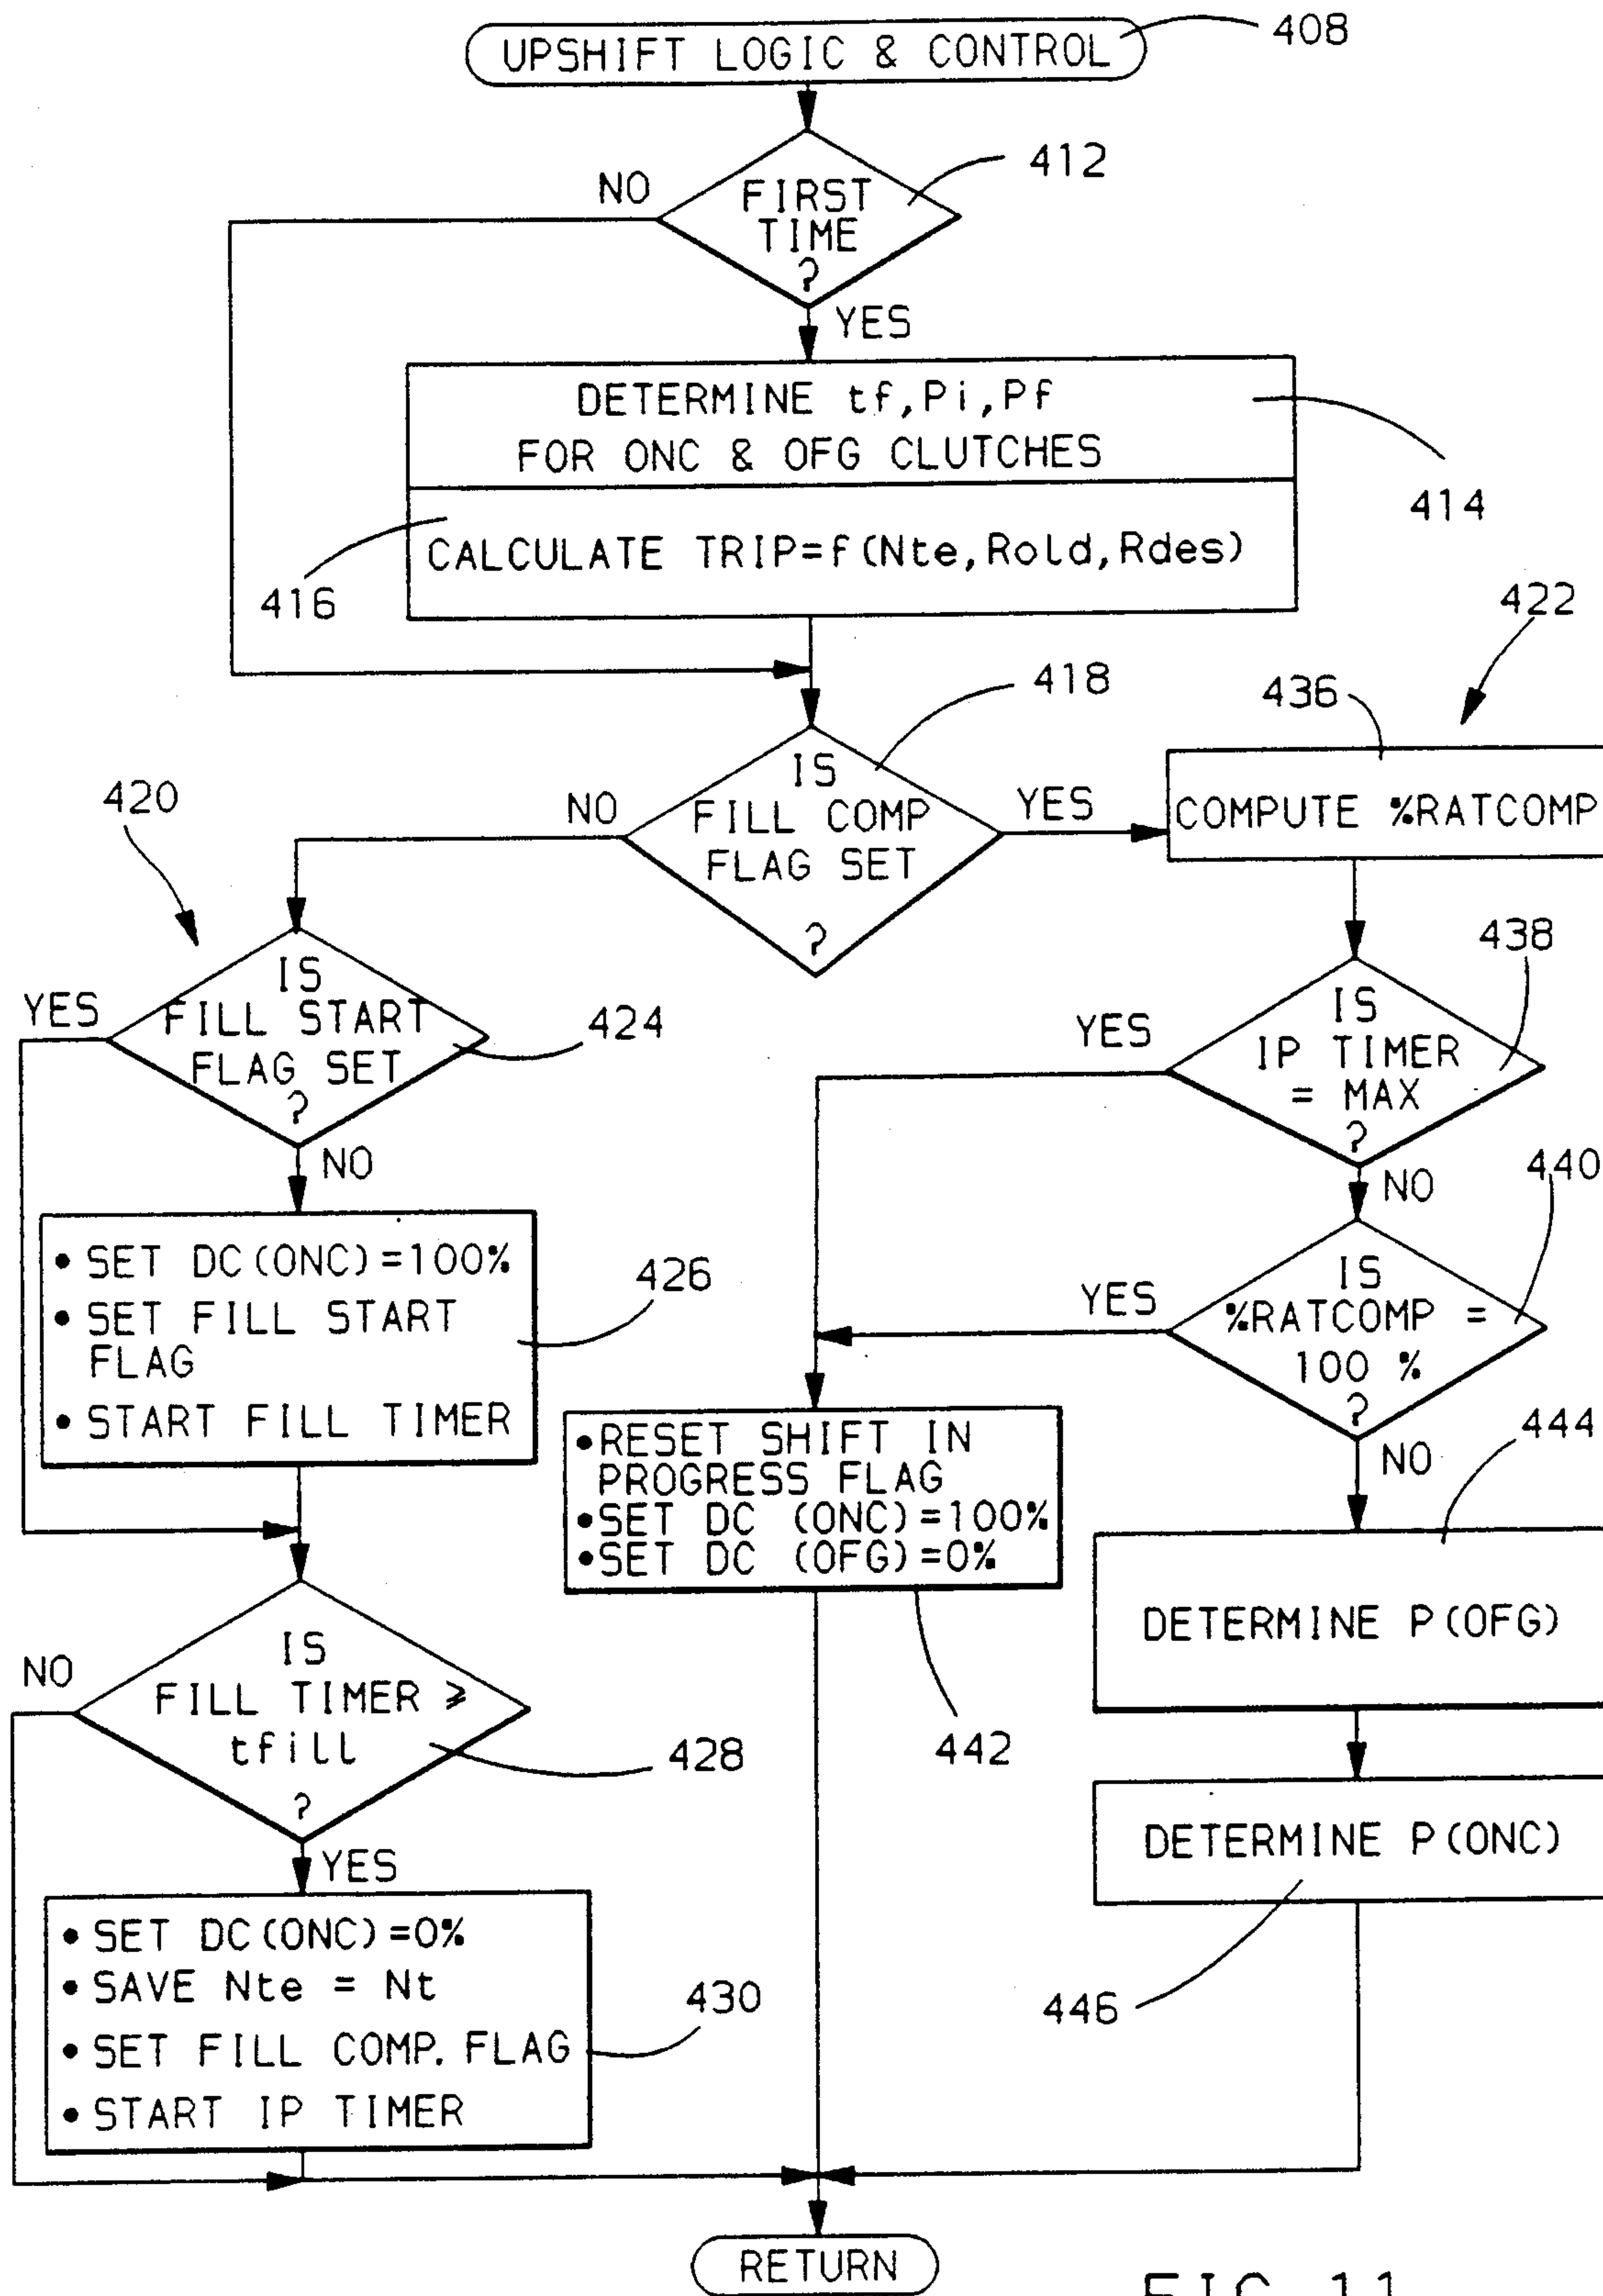 UPSHIFT LOGIC & CONTROL
408
FIRST
TIME
?
412
NO
YES
DETERMINE tf,Pi,Pf
FOR ONC & OFG CLUTCHES
414
CALCULATE TRIP=f(Nte,Rold,Rdes)
416
422
418
436
IS
FILL COMP
FLAG SET
?
NO
YES
COMPUTE %RATCOMP
420
IS
FILL START
FLAG SET
?
YES
424
NO
438
IS
IP TIMER
= MAX
?
YES
NO
440
• SET DC(ONC)=100%
• SET FILL START
FLAG
• START FILL TIMER
426
IS
%RATCOMP =
100 %
?
YES
NO
444
•RESET SHIFT IN
PROGRESS FLAG
•SET DC (ONC)=100%
•SET DC (OFG)=0%
442
DETERMINE P(OFG)
IS
FILL TIMER ≥
tfill
?
NO
428
YES
DETERMINE P(ONC)
446
• SET DC(ONC)=0%
• SAVE Nte = Nt
• SET FILL COMP. FLAG
• START IP TIMER
430
RETURN
FIG. 11